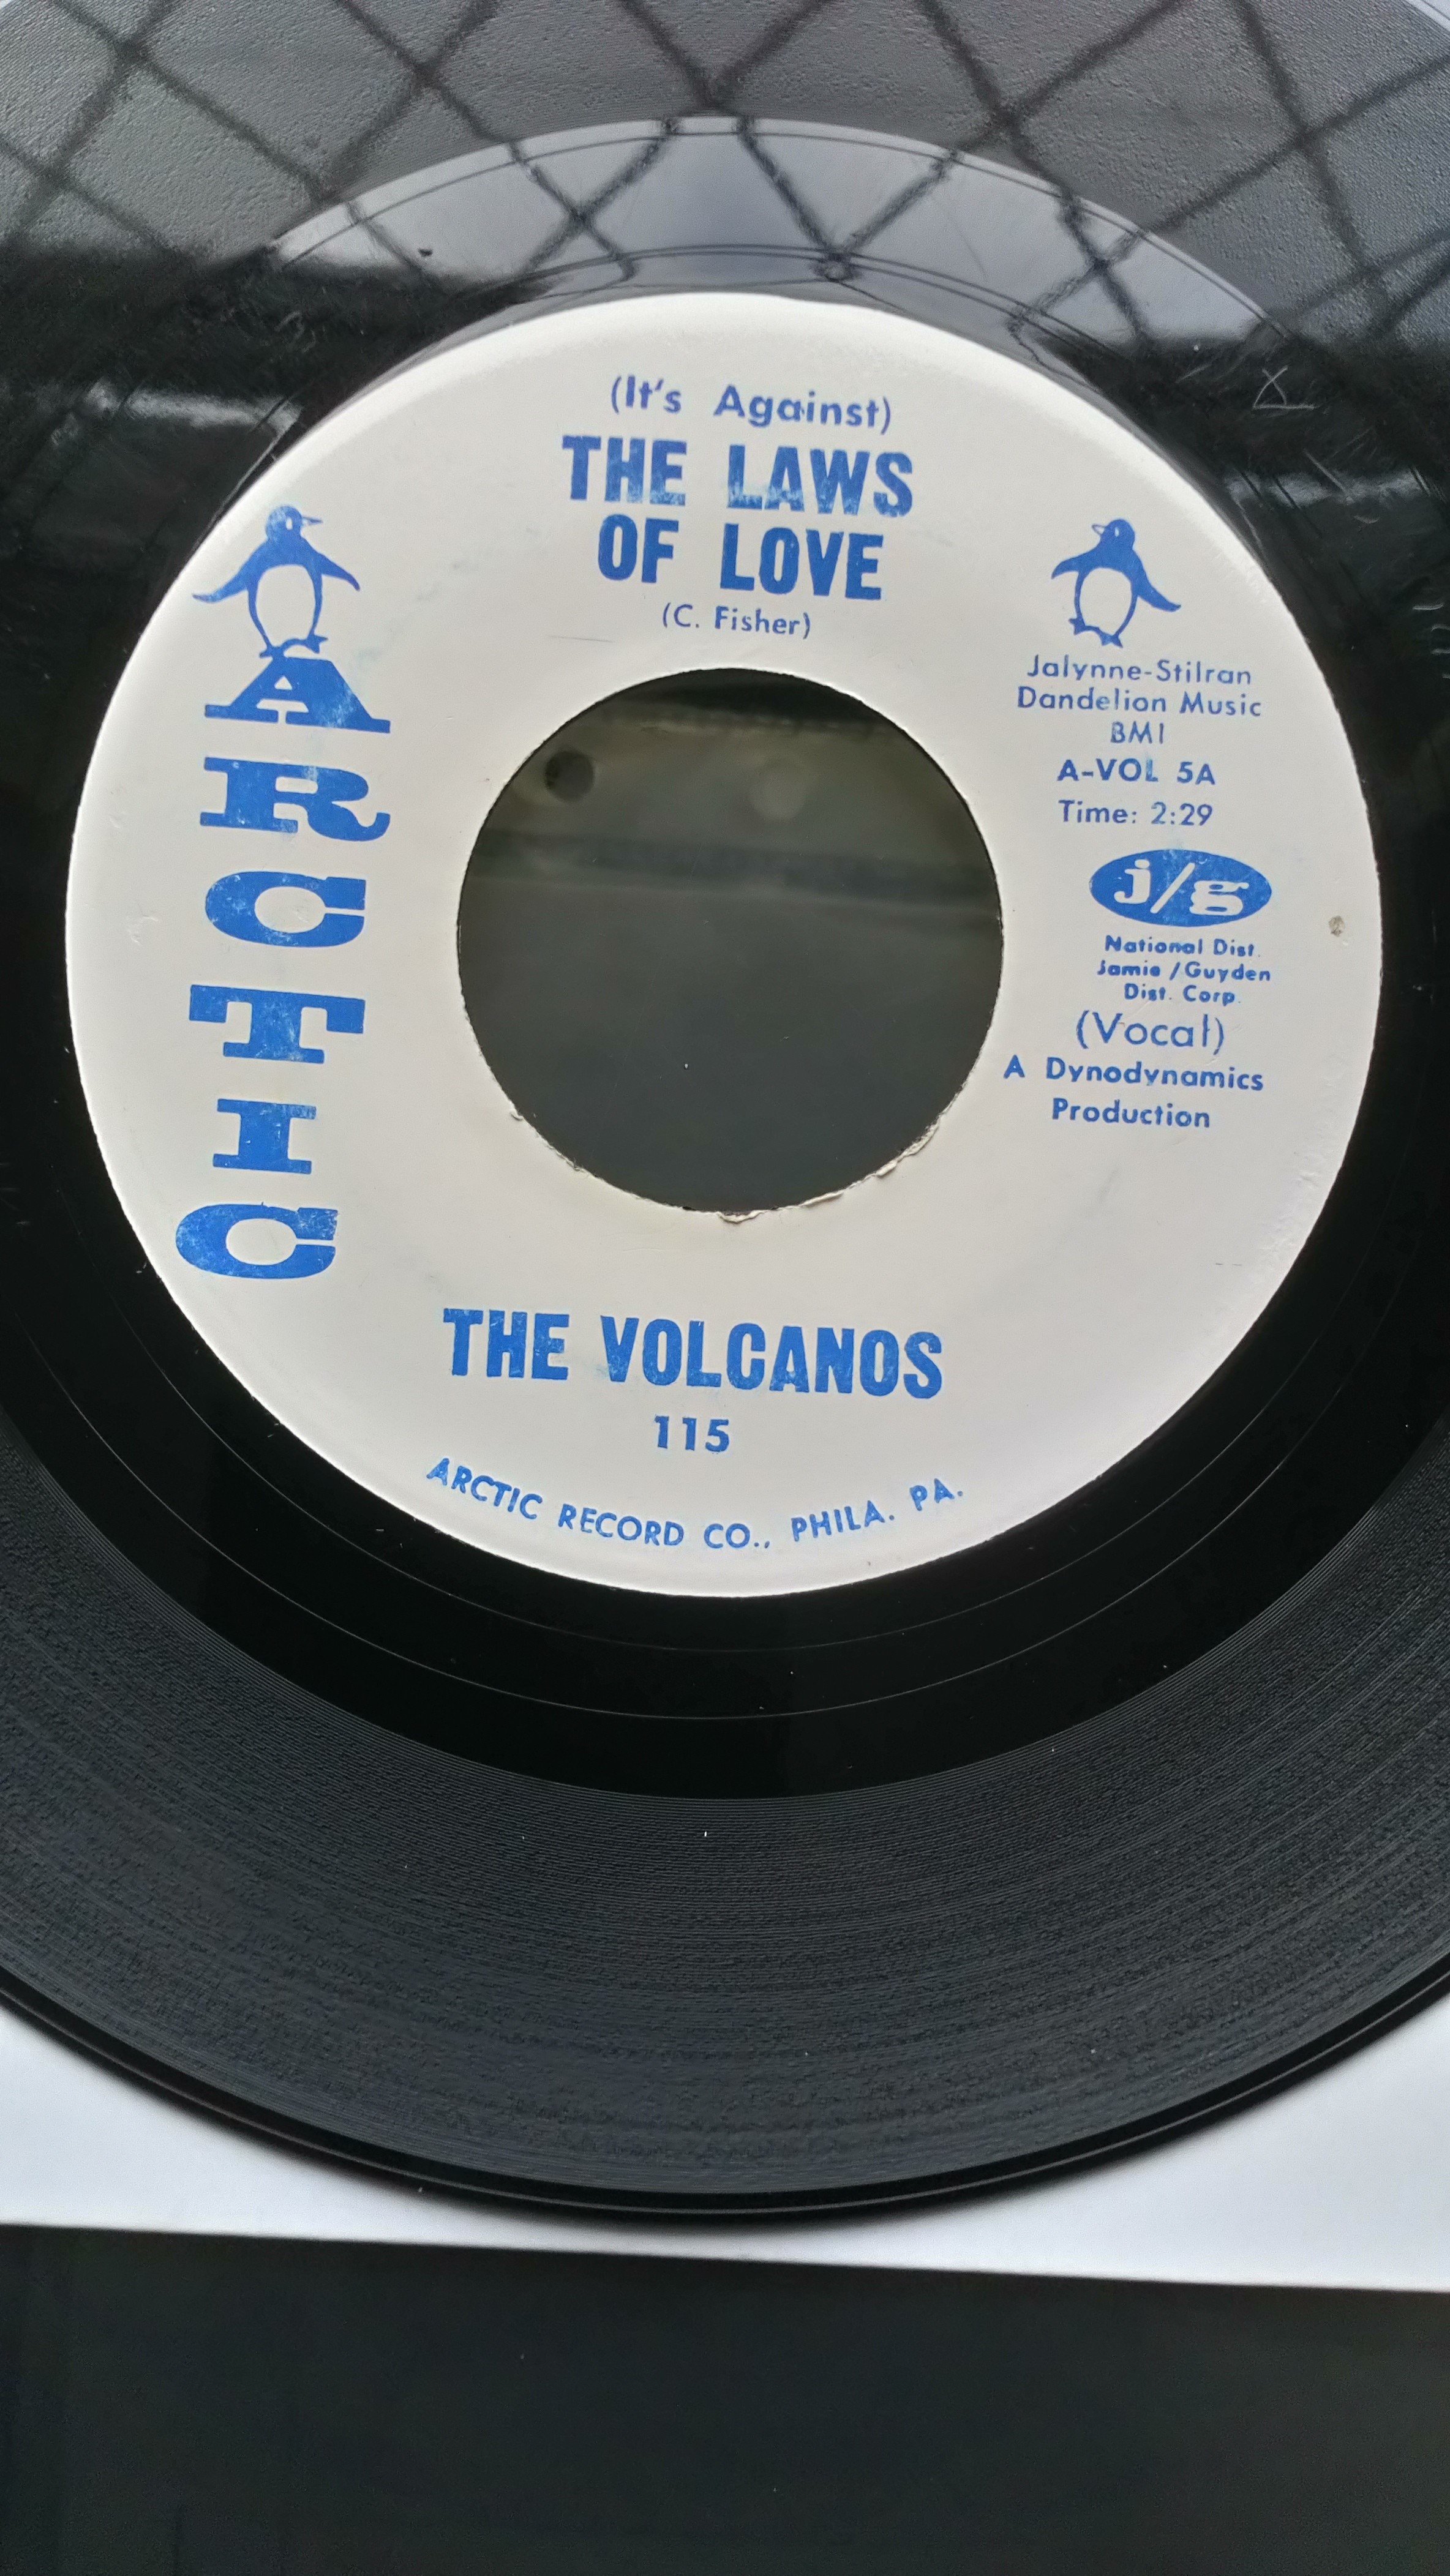 (It's Against)
THE LAWS
OF LOVE
(C. Fisher)
ARCTIC
Jalynne-Stilran
Dandelion Music
BMI
A-VOL 5A
Time: 2:29
j/g
National Dist.
Jamie/Guyden
Dist. Corp.
(Vocal)
A Dynodynamics
Production
THE VOLCANOS
115
ARCTIC RECORD CO., PHILA. PA.